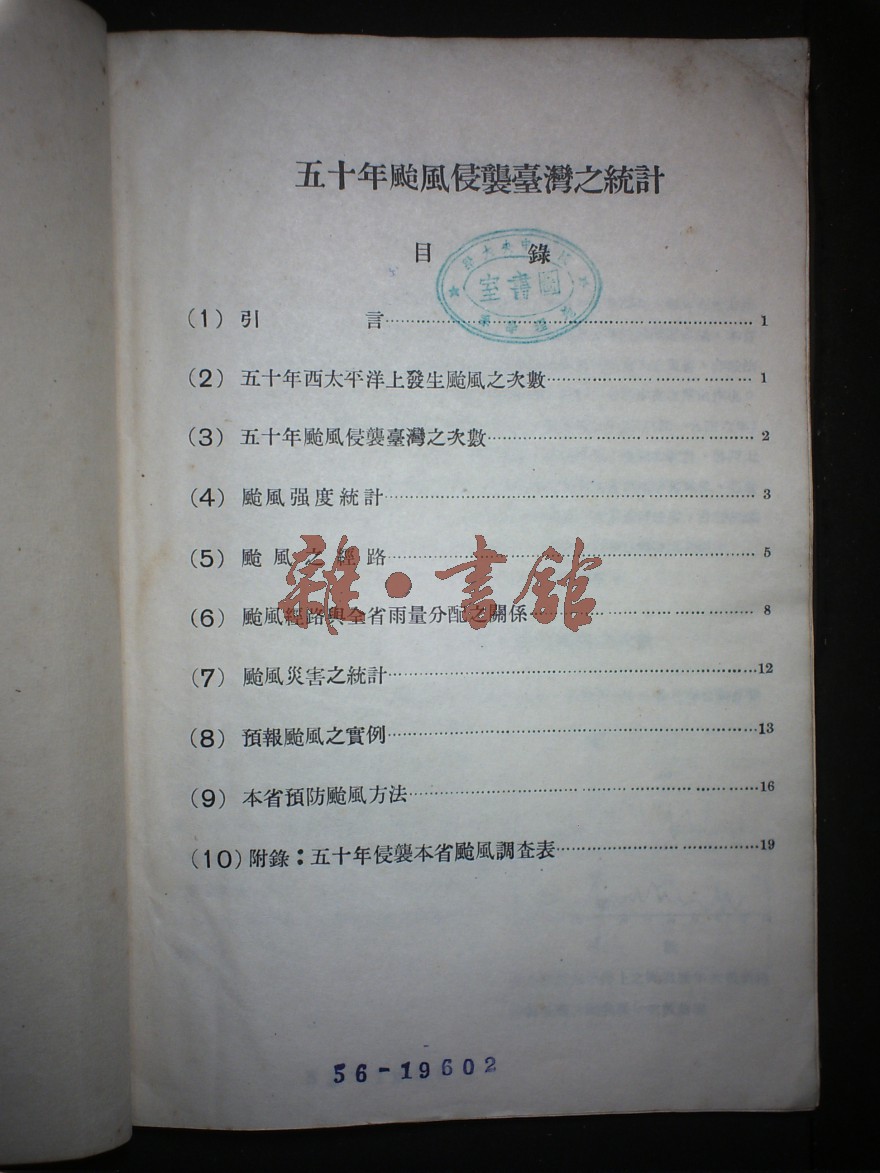 五十年颱風侵襲臺灣之統計
目 錄
圖書室
(1) 引 言 1
(2) 五十年西太平洋上發生颱風之次數 1
(3) 五十年颱風侵襲臺灣之次數 2
(4) 颱風强度統計 3
(5) 颱風之經路 5
雜·書館
(6) 颱風經路與全省雨量分配之關係 8
(7) 颱風災害之統計 12
(8) 預報颱風之實例 13
(9) 本省預防颱風方法 16
(10) 附錄：五十年侵襲本省颱風調查表 19
56-19602